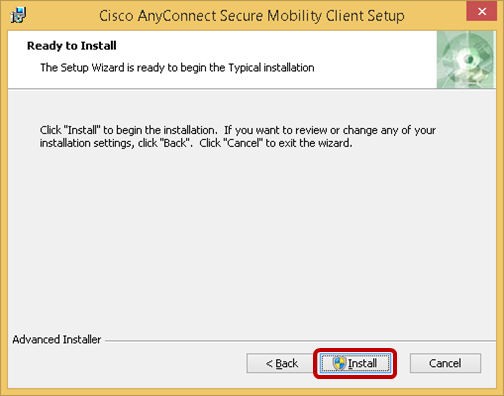 Cisco AnyConnect Secure Mobility Client Setup
Ready to Install
The Setup Wizard is ready to begin the Typical installation
Click "Install" to begin the installation. If you want to review or change any of your
installation settings, click "Back". Click "Cancel" to exit the wizard.
Advanced Installer
< Back Install Cancel